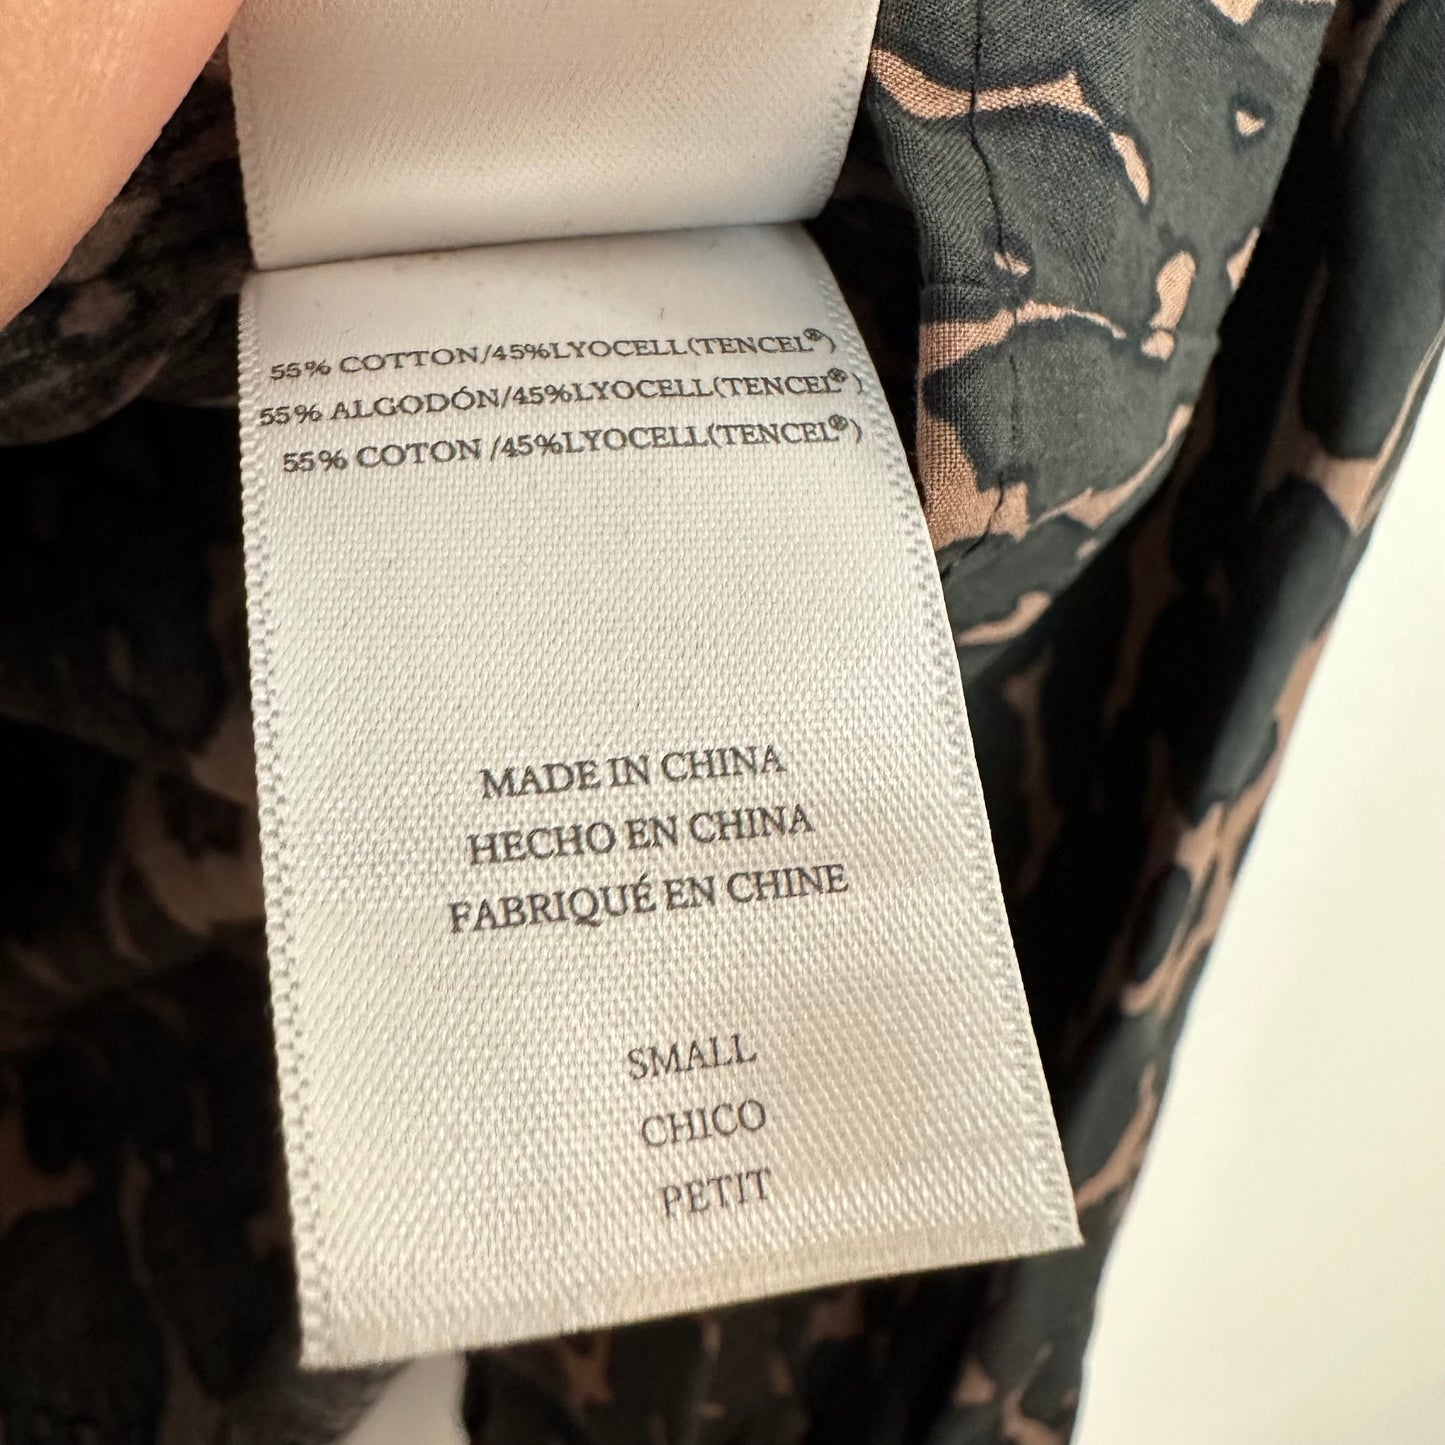 55% COTTON/45%LYOCELL(TENCEL®)
55% ALGODÓN/45%LYOCELL(TENCEL®)
55% COTON /45%LYOCELL(TENCEL®)
MADE IN CHINA
HECHO EN CHINA
FABRIQUÉ EN CHINE
SMALL
CHICO
PETIT